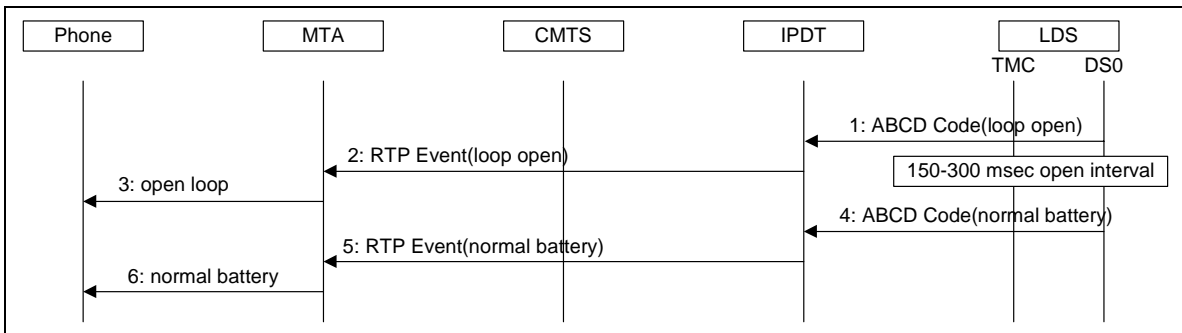 Phone
MTA
CMTS
IPDT
LDS
TMC
DS0
1: ABCD Code(loop open)
2: RTP Event(loop open)
150-300 msec open interval
3: open loop
4: ABCD Code(normal battery)
5: RTP Event(normal battery)
6: normal battery